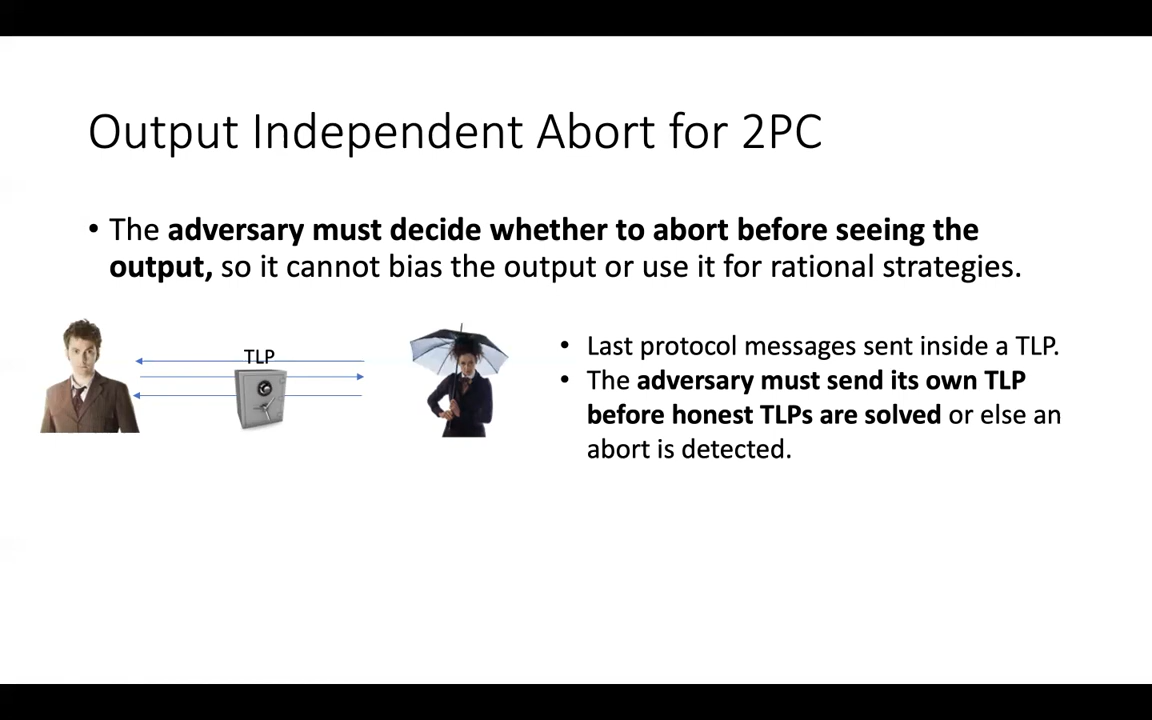 Output Independent Abort for 2PC
• The adversary must decide whether to abort before seeing the
output, so it cannot bias the output or use it for rational strategies.
TLP
• Last protocol messages sent inside a TLP.
• The adversary must send its own TLP
before honest TLPs are solved or else an
abort is detected.